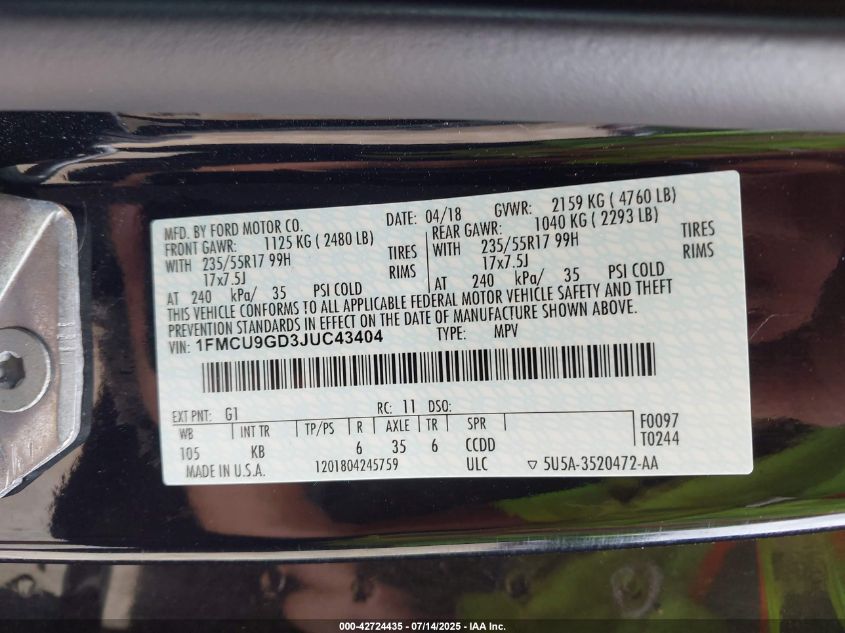 MFD. BY FORD MOTOR CO. DATE: 04/18 GVWR: 2159 KG ( 4760 LB)
FRONT GAWR: 1125 KG ( 2480 LB) REAR GAWR: 1040 KG ( 2293 LB)
WITH 235/55R17 99H TIRES WITH 235/55R17 99H TIRES
17x7.5J RIMS 17x7.5J RIMS
AT 240 kPa/ 35 PSI COLD AT 240 kPa/ 35 PSI COLD
THIS VEHICLE CONFORMS TO ALL APPLICABLE FEDERAL MOTOR VEHICLE SAFETY AND THEFT
PREVENTION STANDARDS IN EFFECT ON THE DATE OF MANUFACTURE SHOWN ABOVE.
VIN: 1FMCU9GD3JUC43404 TYPE: MPV
EXT PNT: G1 RC: 11 DSO: F0097
WB INT TR TP/PS R AXLE TR SPR T0244
105 KB 6 35 6 CCDD
MADE IN U.S.A. 1201804245759 ULC ▽ 5U5A-3520472-AA
000-42724435 - 07/14/2025 - IAA Inc.